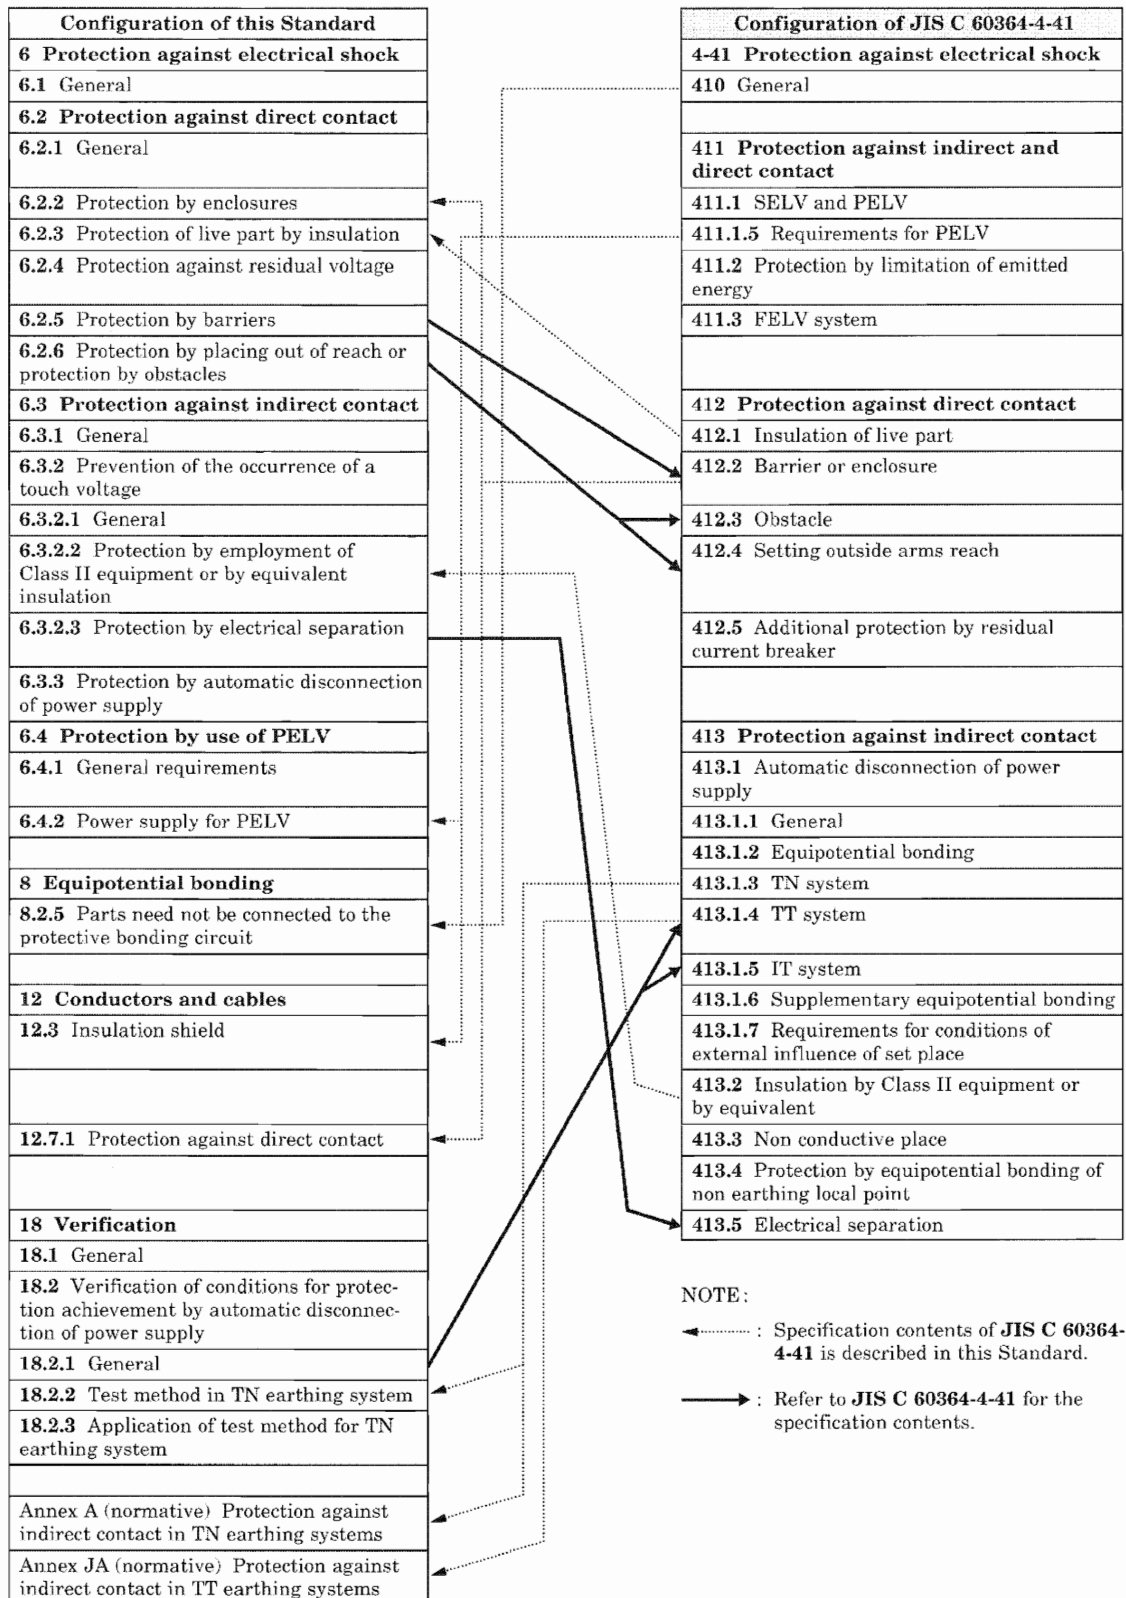 Configuration of this Standard
6 Protection against electrical shock
6.1 General
6.2 Protection against direct contact
6.2.1 General
6.2.2 Protection by enclosures
6.2.3 Protection of live part by insulation
6.2.4 Protection against residual voltage
6.2.5 Protection by barriers
6.2.6 Protection by placing out of reach or
protection by obstacles
6.3 Protection against indirect contact
6.3.1 General
6.3.2 Prevention of the occurrence of a
touch voltage
6.3.2.1 General
6.3.2.2 Protection by employment of
Class II equipment or by equivalent
insulation
6.3.2.3 Protection by electrical separation
6.3.3 Protection by automatic disconnection
of power supply
6.4 Protection by use of PELV
6.4.1 General requirements
6.4.2 Power supply for PELV
8 Equipotential bonding
8.2.5 Parts need not be connected to the
protective bonding circuit
12 Conductors and cables
12.3 Insulation shield
12.7.1 Protection against direct contact
18 Verification
18.1 General
18.2 Verification of conditions for protec-
tion achievement by automatic disconnec-
tion of power supply
18.2.1 General
18.2.2 Test method in TN earthing system
18.2.3 Application of test method for TN
earthing system
Annex A (normative) Protection against
indirect contact in TN earthing systems
Annex JA (normative) Protection against
indirect contact in TT earthing systems
Configuration of JIS C 60364-4-41
4-41 Protection against electrical shock
410 General
411 Protection against indirect and
direct contact
411.1 SELV and PELV
411.1.5 Requirements for PELV
411.2 Protection by limitation of emitted
energy
411.3 FELV system
412 Protection against direct contact
412.1 Insulation of live part
412.2 Barrier or enclosure
412.3 Obstacle
412.4 Setting outside arms reach
412.5 Additional protection by residual
current breaker
413 Protection against indirect contact
413.1 Automatic disconnection of power
supply
413.1.1 General
413.1.2 Equipotential bonding
413.1.3 TN system
413.1.4 TT system
413.1.5 IT system
413.1.6 Supplementary equipotential bonding
413.1.7 Requirements for conditions of
external influence of set place
413.2 Insulation by Class II equipment or
by equivalent
413.3 Non conductive place
413.4 Protection by equipotential bonding of
non earthing local point
413.5 Electrical separation
NOTE:
: Specification contents of JIS C 60364-
4-41 is described in this Standard.
: Refer to JIS C 60364-4-41 for the
specification contents.